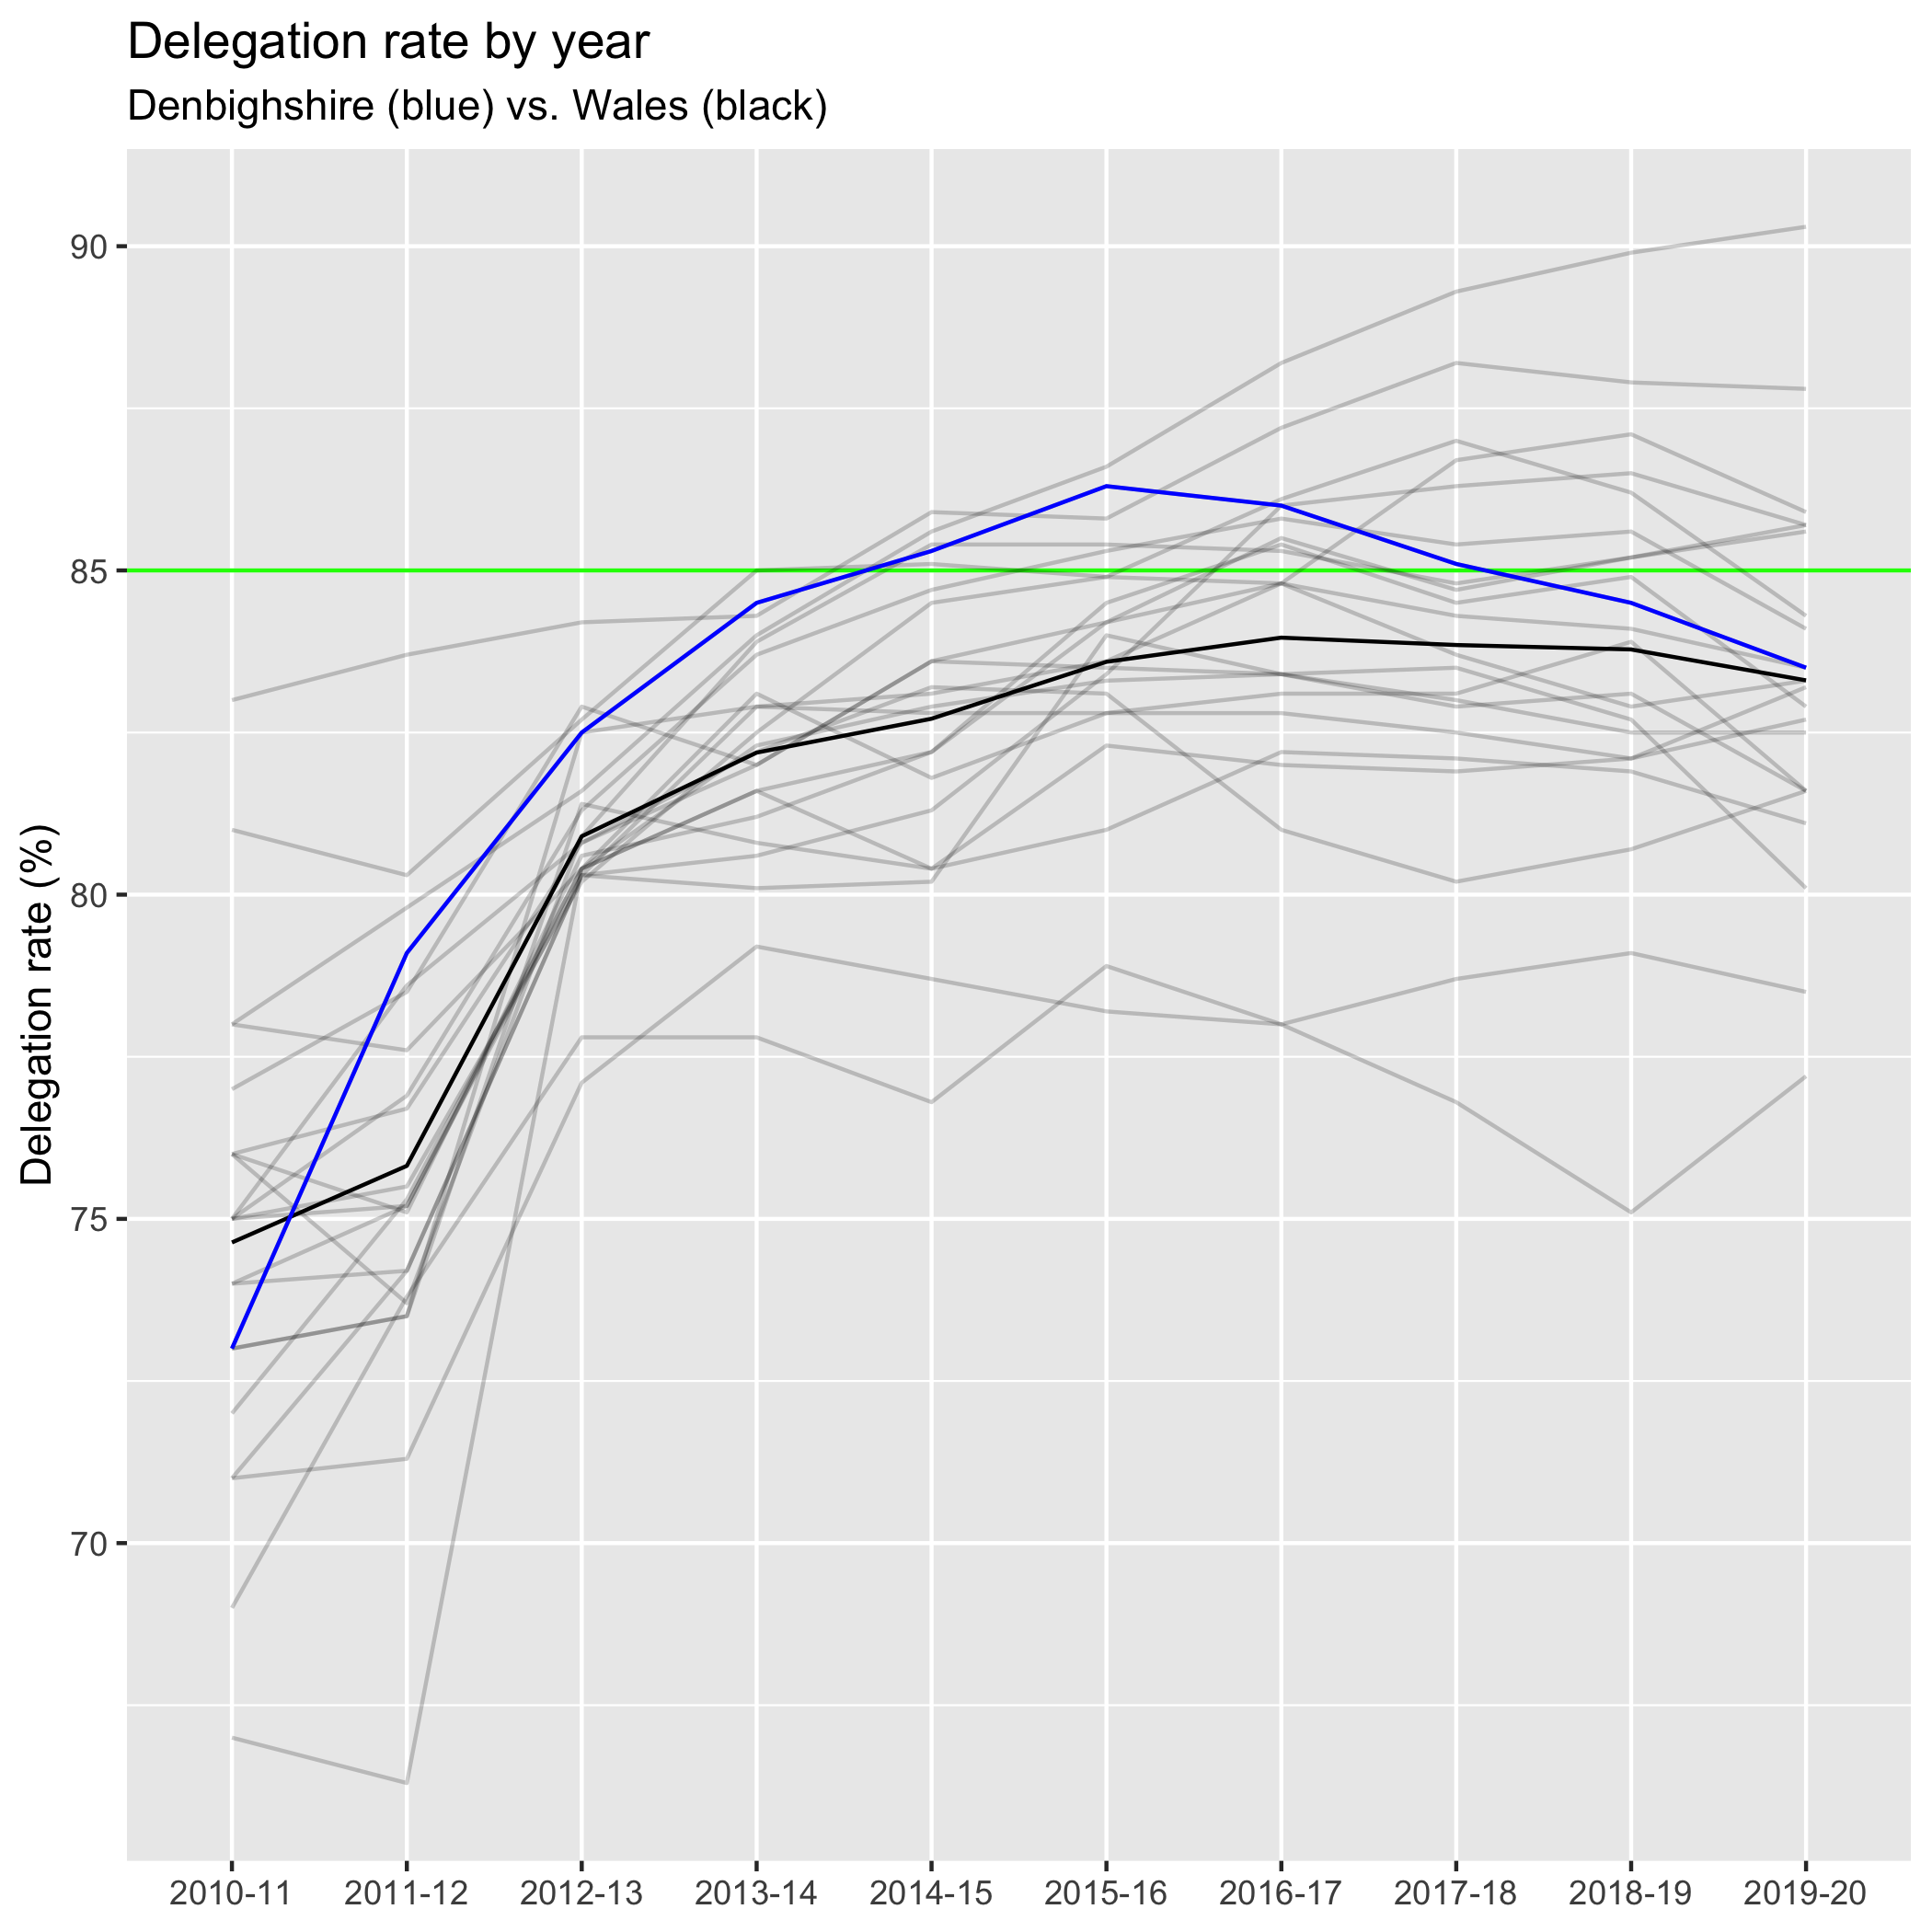 Delegation rate by year
Denbighshire (blue) vs. Wales (black)
Delegation rate (%)
90
85
80
75
70
2010-11 2011-12 2012-13 2013-14 2014-15 2015-16 2016-17 2017-18 2018-19 2019-20